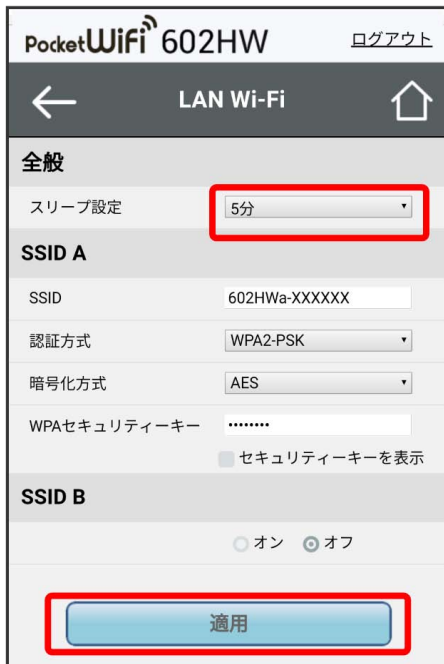 PocketWiFi 602HW ログアウト
LAN Wi-Fi
全般
スリープ設定 5分
SSID A
SSID 602HWa-XXXXXX
認証方式 WPA2-PSK
暗号化方式 AES
WPAセキュリティーキー ••••••••
セキュリティーキーを表示
SSID B
オン オフ
適用